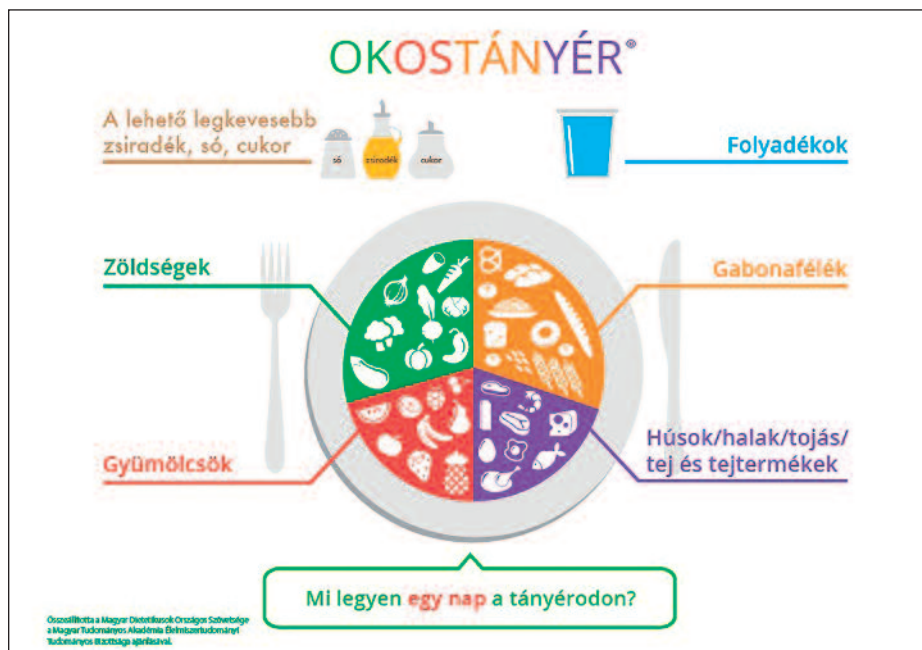 OKOSTÁNYÉR®
A lehető legkevesebb
zsiradék, só, cukor
só
zsiradék
cukor
Folyadékok
Zöldségek
Gabonafélék
Gyümölcsök
Húsok/halak/tojás/
tej és tejtermékek
Mi legyen egy nap a tányérodon?
Összeállította a Magyar Dietetikusok Országos Szövetsége
a Magyar Tudományos Akadémia Élelmiszertudományi
Tudományos Bizottsága ajánlásával.